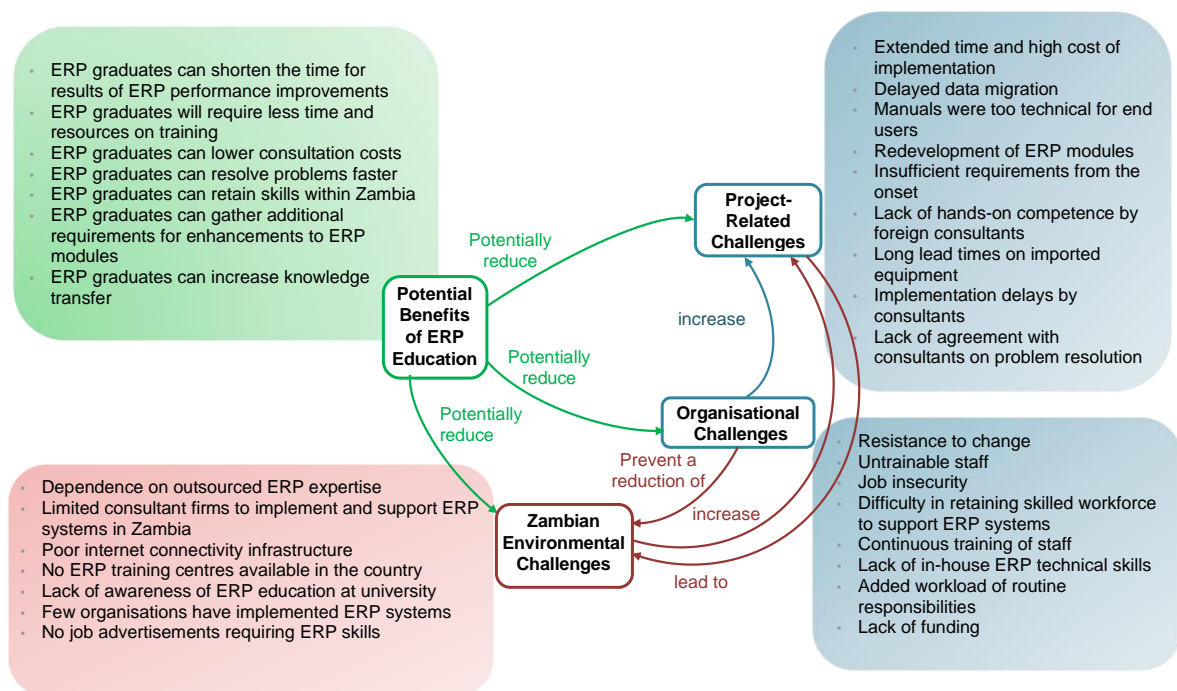 ERP graduates can shorten the time for
results of ERP performance improvements
ERP graduates will require less time and
resources on training
ERP graduates can lower consultation costs
ERP graduates can resolve problems faster
ERP graduates can retain skills within Zambia
ERP graduates can gather additional
requirements for enhancements to ERP
modules
ERP graduates can increase knowledge
transfer
Extended time and high cost of
implementation
Delayed data migration
Manuals were too technical for end
users
Redevelopment of ERP modules
Insufficient requirements from the
onset
Lack of hands-on competence by
foreign consultants
Long lead times on imported
equipment
Implementation delays by
consultants
Lack of agreement with
consultants on problem resolution
Project-
Related
Challenges
Potentially
reduce
Potential
Benefits
of ERP
Education
increase
Potentially
reduce
Potentially
reduce
Organisational
Challenges
Prevent a
reduction of
increase
Zambian
Environmental
Challenges
lead to
Dependence on outsourced ERP expertise
Limited consultant firms to implement and support ERP
systems in Zambia
Poor internet connectivity infrastructure
No ERP training centres available in the country
Lack of awareness of ERP education at university
Few organisations have implemented ERP systems
No job advertisements requiring ERP skills
Resistance to change
Untrainable staff
Job insecurity
Difficulty in retaining skilled workforce
to support ERP systems
Continuous training of staff
Lack of in-house ERP technical skills
Added workload of routine
responsibilities
Lack of funding